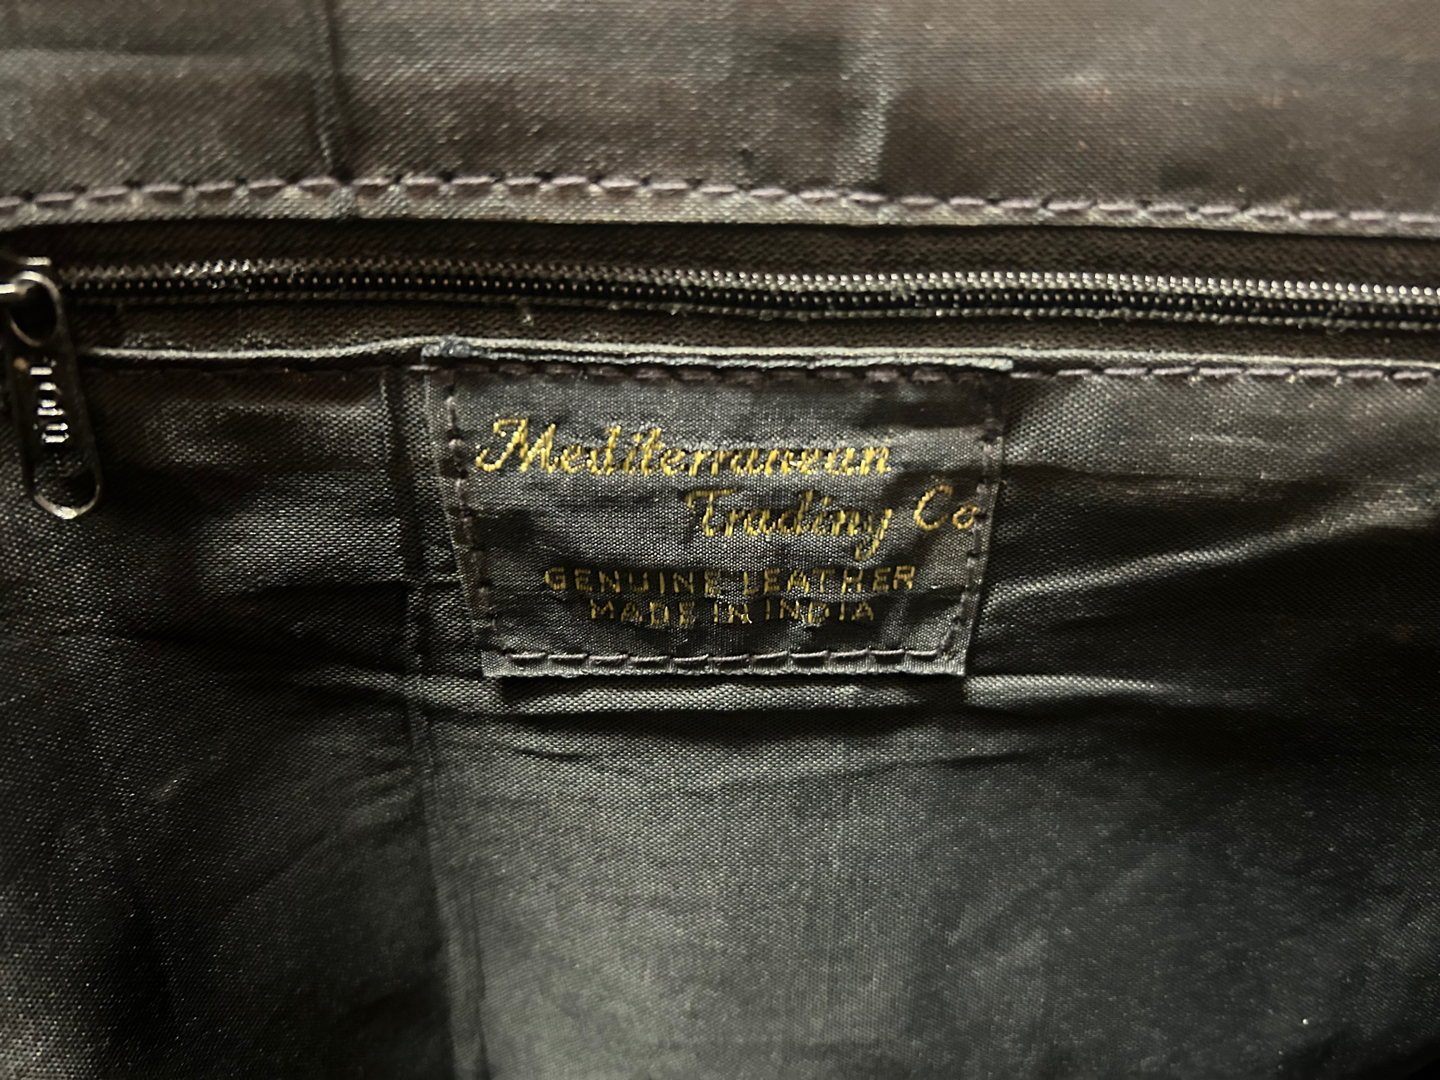 Mediterranean
Trading Co
GENUINE LEATHER
MADE IN INDIA